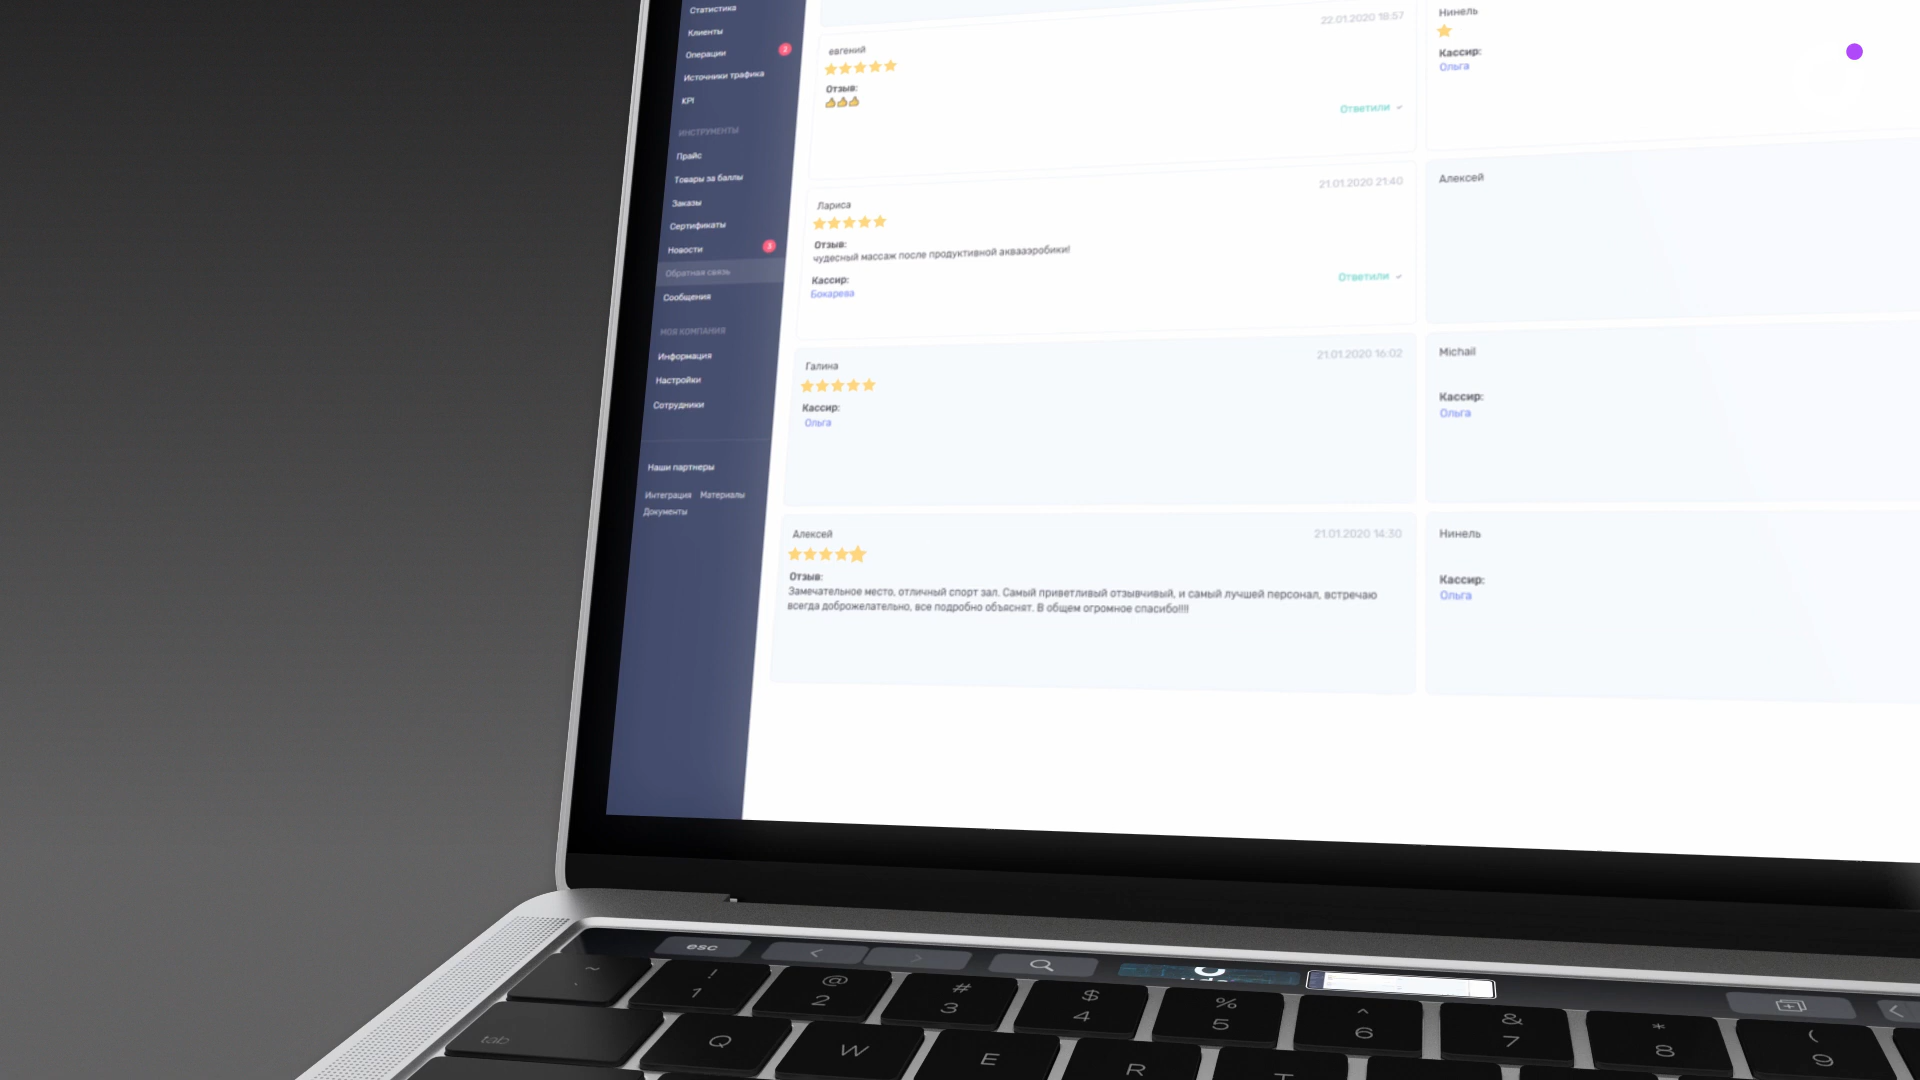 Статистика
Клиенты
Операции 2
Источники трафика
KPI
ИНСТРУМЕНТЫ
Прайс
Товары за баллы
Заказы
Сертификаты
Новости 3
Обратная связь
Сообщения
МОЯ КОМПАНИЯ
Информация
Настройки
Сотрудники
Наши партнеры
Интеграция Материалы
Документы
22.01.2020 18:57
евгений
Отзыв:
Ответили
21.01.2020 21:40
Лариса
Отзыв:
чудесный массаж после продуктивной аквааэробики!
Кассир:
Бокарева
Ответили
21.01.2020 16:02
Галина
Кассир:
Ольга
21.01.2020 14:30
Алексей
Отзыв:
Замечательное место, отличный спорт зал. Самый приветливый отзывчивый, и самый лучшей персонал, встречаю
всегда доброжелательно, все подробно объяснят. В общем огромное спасибо!!!!
Нинель
Кассир:
Ольга
Алексей
Michail
Кассир:
Ольга
Нинель
Кассир:
Ольга
esc
~ ! @ # $ % ^ & * (
1 2 3 4 5 6 7 8 9
tab Q W E R T